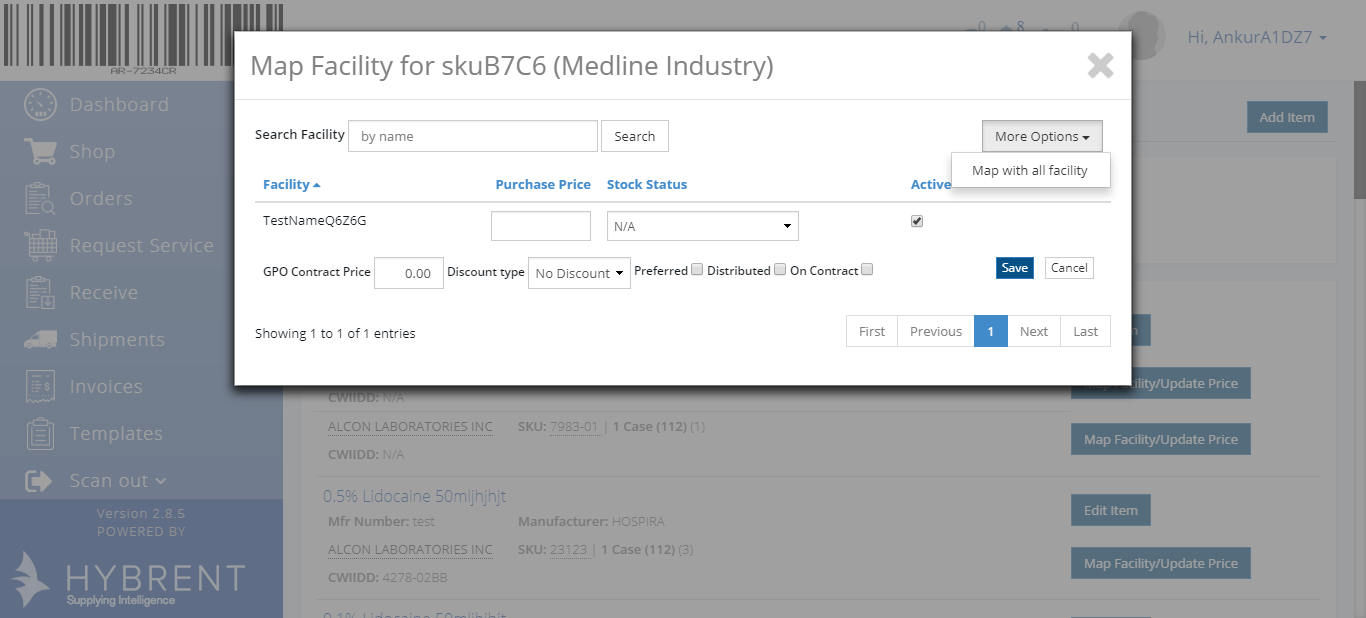 AR-7234CR
0 8 0
Hi, AnkurA1DZ7
Dashboard
Shop
Orders
Request Service
Receive
Shipments
Invoices
Templates
Scan out
Version 2.8.5
POWERED BY
HYBRENT
Supplying Intelligence
Add Item
Map Facility for skuB7C6 (Medline Industry)
Search Facility by name Search More Options
Map with all facility
Facility Purchase Price Stock Status Active
TestNameQ6Z6G N/A
GPO Contract Price 0.00 Discount type No Discount Preferred Distributed On Contract Save Cancel
Showing 1 to 1 of 1 entries First Previous 1 Next Last
CWIIDD: N/A
Facility/Update Price
ALCON LABORATORIES INC SKU: 7983-01 | 1 Case (112) (1)
Map Facility/Update Price
CWIIDD: N/A
0.5% Lidocaine 50mljhjhjt
Edit Item
Mfr Number: test Manufacturer: HOSPIRA
ALCON LABORATORIES INC SKU: 23123 | 1 Case (112) (3)
Map Facility/Update Price
CWIIDD: 4278-02BB